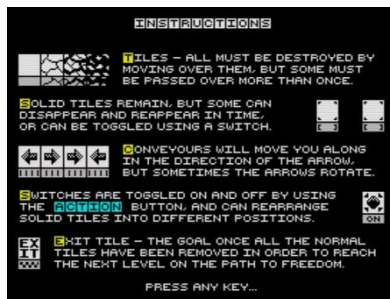 INSTRUCTIONS
TILES - ALL MUST BE DESTROYED BY
MOVING OVER THEM, BUT SOME MUST
BE PASSED OVER MORE THAN ONCE.
SOLID TILES REMAIN, BUT SOME CAN
DISAPPEAR AND REAPPEAR IN TIME,
OR CAN BE TOGGLED USING A SWITCH.
CONVEYOURS WILL MOVE YOU ALONG
IN THE DIRECTION OF THE ARROW,
BUT SOMETIMES THE ARROWS ROTATE.
SWITCHES ARE TOGGLED ON AND OFF BY USING
THE ACTION BUTTON, AND CAN REARRANGE
SOLID TILES INTO DIFFERENT POSITIONS.
ON
EXIT
EXIT TILE - THE GOAL ONCE ALL THE NORMAL
TILES HAVE BEEN REMOVED IN ORDER TO REACH
THE NEXT LEVEL ON THE PATH TO FREEDOM.
PRESS ANY KEY...